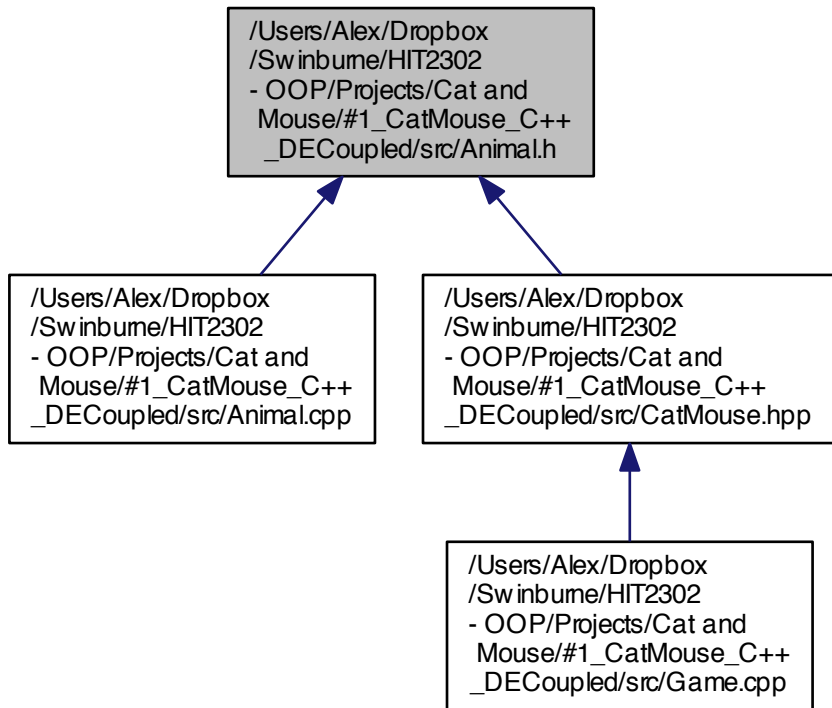 /Users/Alex/Dropbox
/Swinburne/HIT2302
- OOP/Projects/Cat and
Mouse/#1_CatMouse_C++
_DECoupled/src/Animal.h
/Users/Alex/Dropbox
/Swinburne/HIT2302
- OOP/Projects/Cat and
Mouse/#1_CatMouse_C++
_DECoupled/src/Animal.cpp
/Users/Alex/Dropbox
/Swinburne/HIT2302
- OOP/Projects/Cat and
Mouse/#1_CatMouse_C++
_DECoupled/src/CatMouse.hpp
/Users/Alex/Dropbox
/Swinburne/HIT2302
- OOP/Projects/Cat and
Mouse/#1_CatMouse_C++
_DECoupled/src/Game.cpp